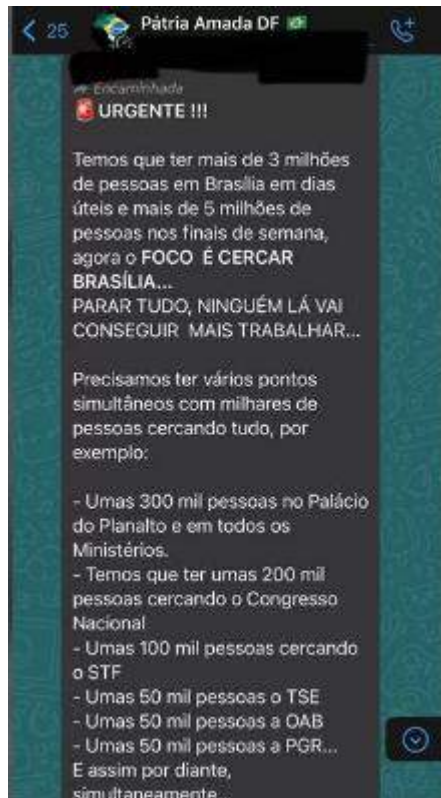 25
Pátria Amada DF
Encaminhada
URGENTE !!!
Temos que ter mais de 3 milhões
de pessoas em Brasília em dias
úteis e mais de 5 milhões de
pessoas nos finais de semana,
agora o FOCO É CERCAR
BRASÍLIA...
PARAR TUDO, NINGUÉM LÁ VAI
CONSEGUIR MAIS TRABALHAR...
Precisamos ter vários pontos
simultâneos com milhares de
pessoas cercando tudo, por
exemplo:
- Umas 300 mil pessoas no Palácio
do Planalto e em todos os
Ministérios.
- Temos que ter umas 200 mil
pessoas cercando o Congresso
Nacional
- Umas 100 mil pessoas cercando
o STF
- Umas 50 mil pessoas o TSE
- Umas 50 mil pessoas a OAB
- Umas 50 mil pessoas a PGR...
E assim por diante,
simultaneamente